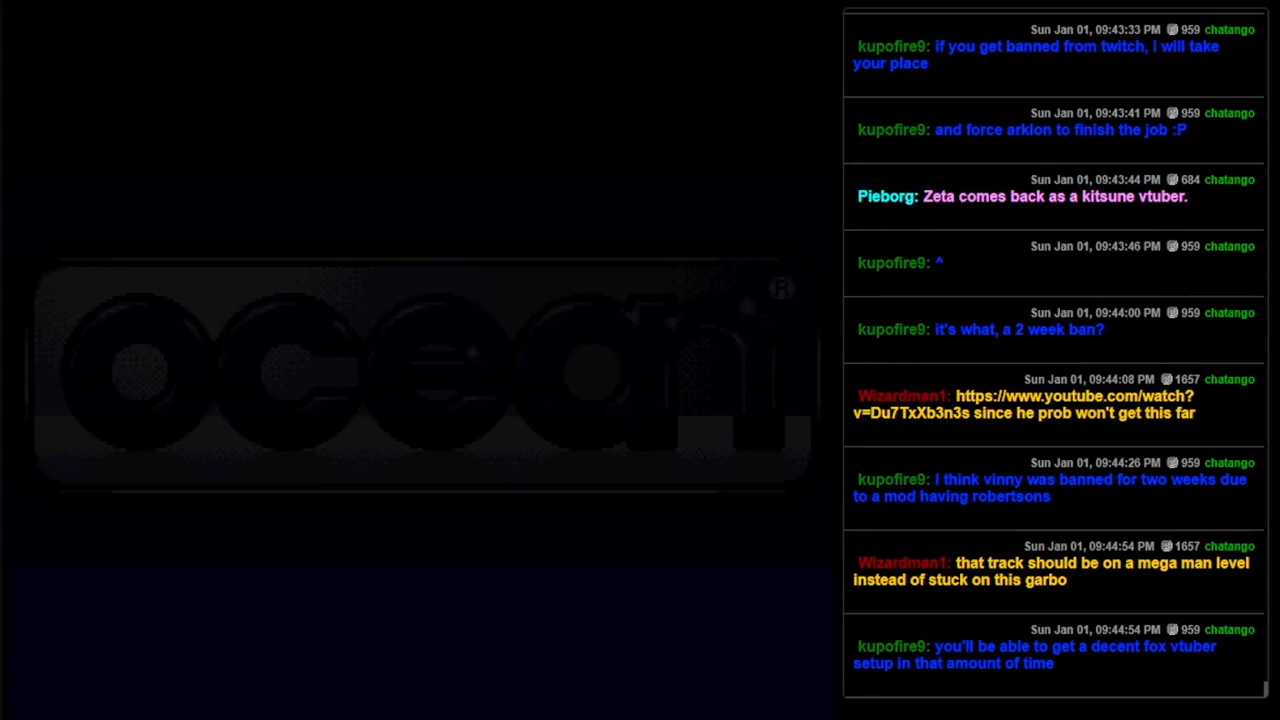 ocean
R
Sun Jan 01, 09:43:33 PM 959 chatango
kupofire9: if you get banned from twitch, I will take
your place
Sun Jan 01, 09:43:41 PM 959 chatango
kupofire9: and force arklon to finish the job :P
Sun Jan 01, 09:43:44 PM 684 chatango
Pieborg: Zeta comes back as a kitsune vtuber.
Sun Jan 01, 09:43:46 PM 959 chatango
kupofire9: ^
Sun Jan 01, 09:44:00 PM 959 chatango
kupofire9: it's what, a 2 week ban?
Sun Jan 01, 09:44:08 PM 1657 chatango
Wizardman1: https://www.youtube.com/watch?
v=Du7TxXb3n3s since he prob won't get this far
Sun Jan 01, 09:44:26 PM 959 chatango
kupofire9: I think vinny was banned for two weeks due
to a mod having robertsons
Sun Jan 01, 09:44:54 PM 1657 chatango
Wizardman1: that track should be on a mega man level
instead of stuck on this garbo
Sun Jan 01, 09:44:54 PM 959 chatango
kupofire9: you'll be able to get a decent fox vtuber
setup in that amount of time